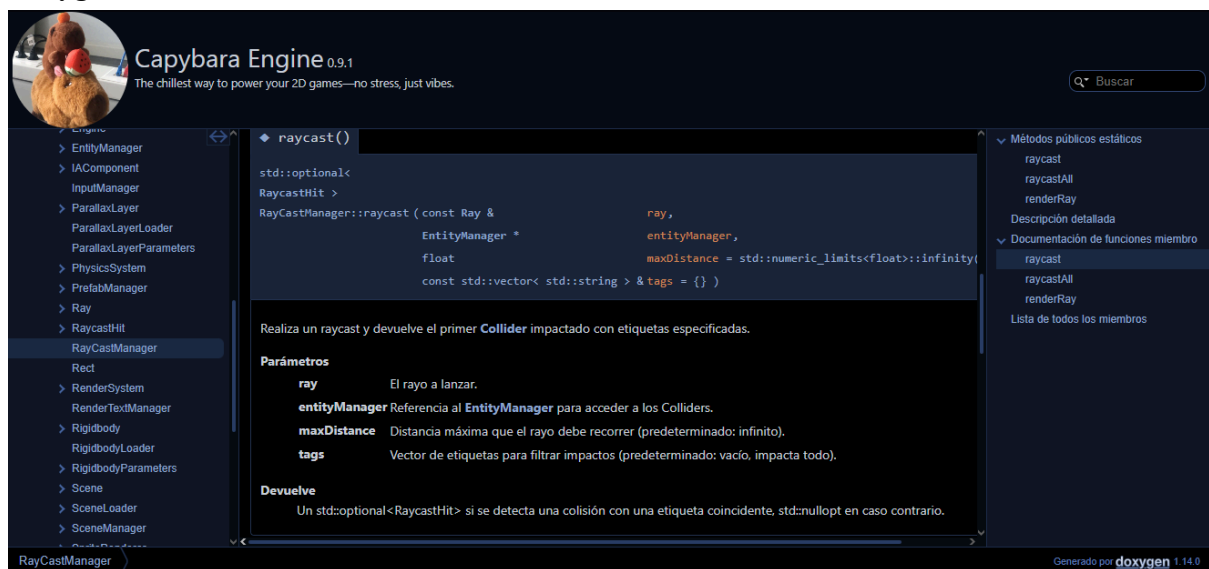 Capybara Engine 0.9.1
The chillest way to power your 2D games—no stress, just vibes.
Buscar
Engine
EntityManager
IAComponent
InputManager
ParallaxLayer
ParallaxLayerLoader
ParallaxLayerParameters
PhysicsSystem
PrefabManager
Ray
RaycastHit
RayCastManager
Rect
RenderSystem
RenderTextManager
Rigidbody
RigidbodyLoader
RigidbodyParameters
Scene
SceneLoader
SceneManager
◆ raycast()
std::optional<
RaycastHit >
RayCastManager::raycast ( const Ray & ray,
EntityManager * entityManager,
float maxDistance = std::numeric_limits<float>::infinity(
const std::vector< std::string > & tags = {} )
Realiza un raycast y devuelve el primer Collider impactado con etiquetas especificadas.
Parámetros
ray El rayo a lanzar.
entityManager Referencia al EntityManager para acceder a los Colliders.
maxDistance Distancia máxima que el rayo debe recorrer (predeterminado: infinito).
tags Vector de etiquetas para filtrar impactos (predeterminado: vacío, impacta todo).
Devuelve
Un std::optional<RaycastHit> si se detecta una colisión con una etiqueta coincidente, std::nullopt en caso contrario.
Métodos públicos estáticos
raycast
raycastAll
renderRay
Descripción detallada
Documentación de funciones miembro
raycast
raycastAll
renderRay
Lista de todos los miembros
RayCastManager
Generado por doxygen 1.14.0